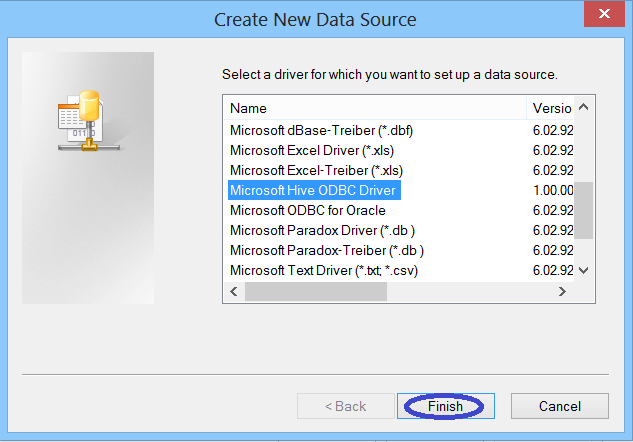 Create New Data Source
Select a driver for which you want to set up a data source.
Name Versio
Microsoft dBase-Treiber (*.dbf) 6.02.92
Microsoft Excel Driver (*.xls) 6.02.92
Microsoft Excel-Treiber (*.xls) 6.02.92
Microsoft Hive ODBC Driver 1.00.00
Microsoft ODBC for Oracle 6.02.92
Microsoft Paradox Driver (*.db ) 6.02.92
Microsoft Paradox-Treiber (*.db ) 6.02.92
Microsoft Text Driver (*.txt; *.csv) 6.02.92
< Back Finish Cancel